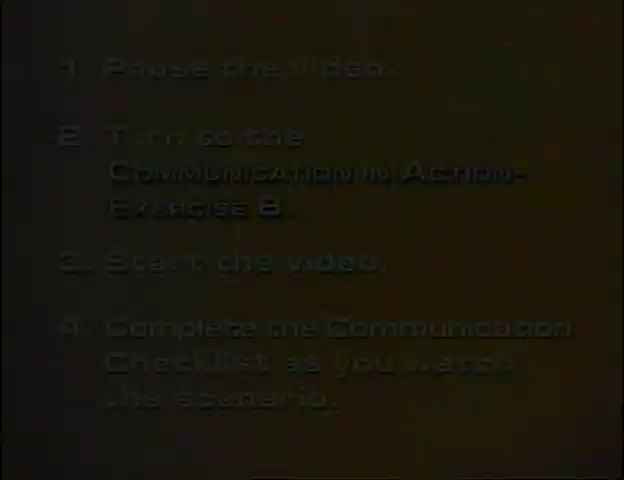 1. Pause the video.
2. Turn to the
COMMUNICATION IN ACTION-
EXERCISE B.
3. Start the video.
4. Complete the Communication
Checklist as you watch
the scenario.